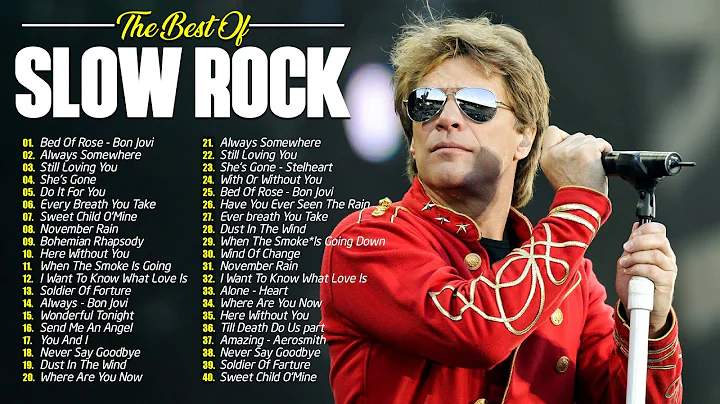 The Best Of
SLOW ROCK
01. Bed Of Rose - Bon Jovi
02. Always Somewhere
03. Still Loving You
04. She's Gone
05. Do It For You
06. Every Breath You Take
07. Sweet Child O'Mine
08. November Rain
09. Bohemian Rhapsody
10. Here Without You
11. When The Smoke Is Going
12. I Want To Know What Love Is
13. Soldier Of Forture
14. Always - Bon Jovi
15. Wonderful Tonight
16. Send Me An Angel
17. You And I
18. Never Say Goodbye
19. Dust In The Wind
20. Where Are You Now
21. Always Somewhere
22. Still Loving You
23. She's Gone - Stelheart
24. With Or Without You
25. Bed Of Rose - Bon Jovi
26. Have You Ever Seen The Rain
27. Ever breath You Take
28. Dust In The Wind
29. When The Smoke*Is Going Down
30. Wind Of Change
31. November Rain
32. I Want To Know What Love Is
33. Alone - Heart
34. Where Are You Now
35. Here Without You
36. Till Death Do Us part
37. Amazing - Aerosmith
38. Never Say Goodbye
39. Soldier Of Farture
40. Sweet Child O'Mine